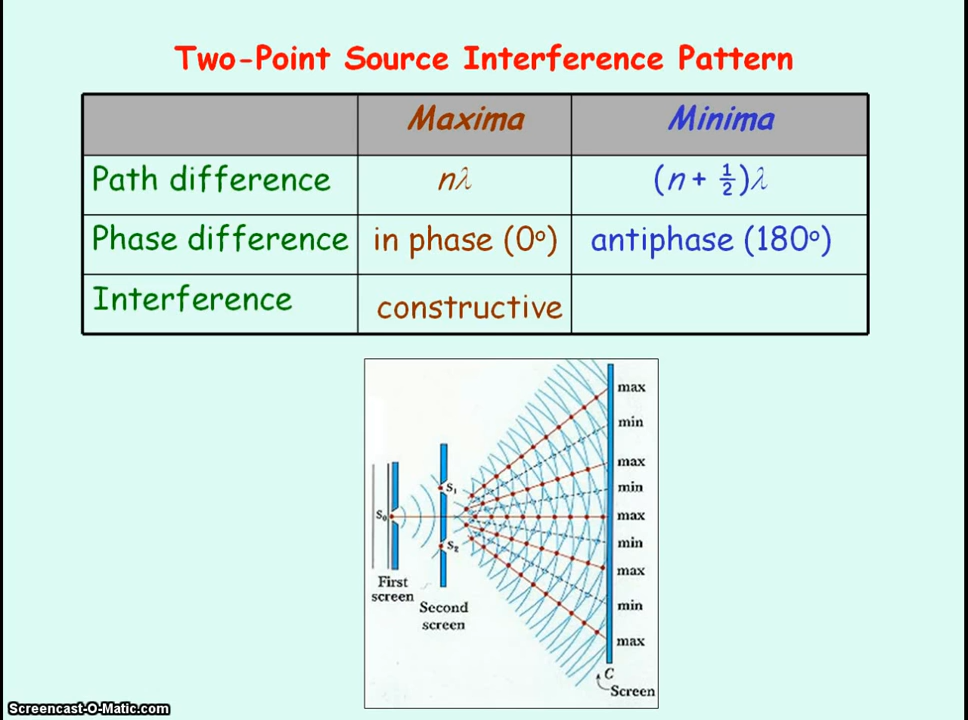 Two-Point Source Interference Pattern
Maxima Minima
Path difference nλ (n + ½)λ
Phase difference in phase (0º) antiphase (180º)
Interference constructive
max
min
max
S₁ min
S₀ max
S₂ min
max
First
screen
Second min
screen
max
C
Screen
Screencast-O-Matic.com